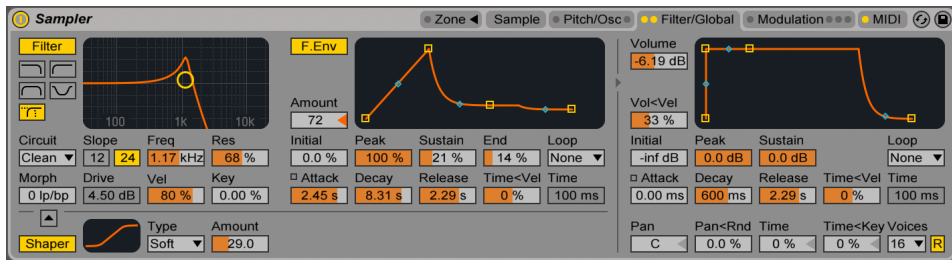 Sampler Zone Sample Pitch/Osc Filter/Global Modulation MIDI
Filter
100 1k 10k
Circuit Slope Freq Res
Clean 12 24 1.17 kHz 68 %
Morph Drive Vel Key
0 lp/bp 4.50 dB 80 % 0.00 %
Shaper
Type Amount
Soft 29.0
F.Env
Amount
72
Initial Peak Sustain End Loop
0.0 % 100 % 21 % 14 % None
Attack Decay Release Time<Vel Time
2.45 s 8.31 s 2.29 s 0 % 100 ms
Volume
-6.19 dB
Vol<Vel
33 %
Initial Peak Sustain Loop
-inf dB 0.0 dB 0.0 dB None
Attack Decay Release Time<Vel Time
0.00 ms 600 ms 2.29 s 0 % 100 ms
Pan Pan<Rnd Time Time<Key Voices
C 0.0 % 0 % 0 % 16 R